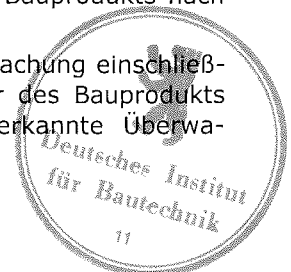 Bauprodukts nach
achung einschließ-
r des Bauprodukts
erkannte Überwa-
Deutsches Institut
für Bautechnik
11